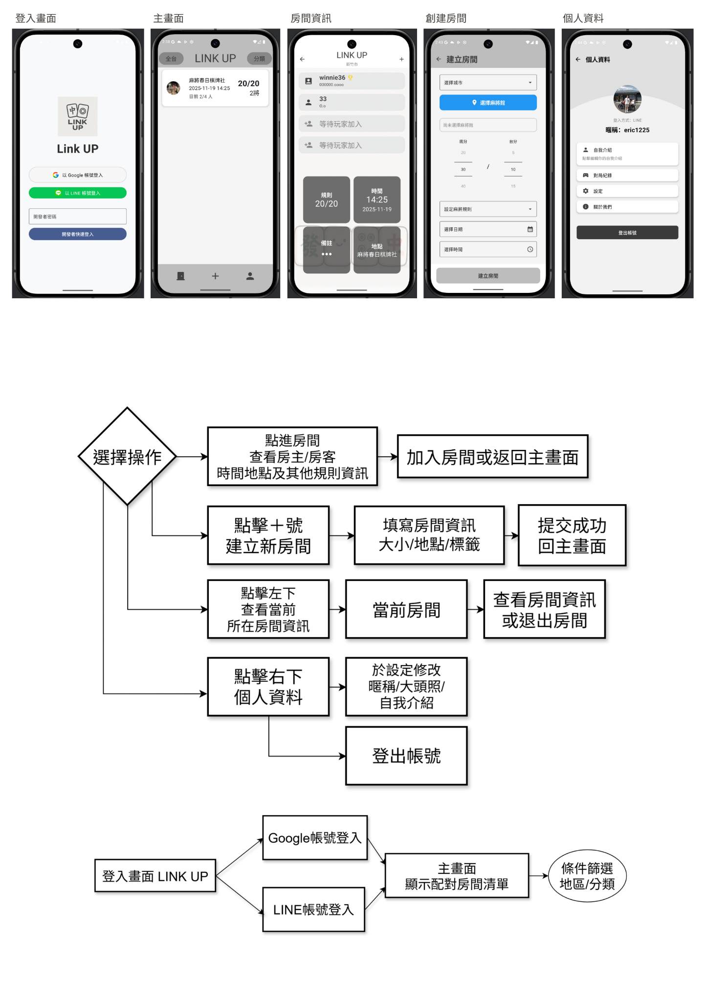 登入畫面
主畫面
房間資訊
創建房間
個人資料
LINK
UP
Link UP
以 Google 帳號登入
以 LINE 帳號登入
開發者密碼
開發者快速登入
2:38
全台
LINK UP
分類
麻將春日棋牌社
2025-11-19 14:25
目前 2/4 人
20/20
2將
LINK UP
新竹市
winnie36
000000.oooo
33
O.o
等待玩家加入
等待玩家加入
規則
20/20
時間
14:25
2025-11-19
備註
•••
地點
麻將春日棋牌社
2:43
建立房間
選擇城市
選擇麻將館
尚未選擇麻將館
底分
台分
20
5
30
/
10
40
15
設定麻將規則
選擇日期
選擇時間
建立房間
2:44
個人資料
登入方式: LINE
暱稱: eric1225
自我介紹
點擊編輯你的自我介紹
對局紀錄
設定
關於我們
登出帳號
選擇操作
點進房間
查看房主/房客
時間地點及其他規則資訊
加入房間或返回主畫面
點擊＋號
建立新房間
填寫房間資訊
大小/地點/標籤
提交成功
回主畫面
點擊左下
查看當前
所在房間資訊
當前房間
查看房間資訊
或退出房間
點擊右下
個人資料
於設定修改
暱稱/大頭照/
自我介紹
登出帳號
登入畫面 LINK UP
Google帳號登入
LINE帳號登入
主畫面
顯示配對房間清單
條件篩選
地區/分類